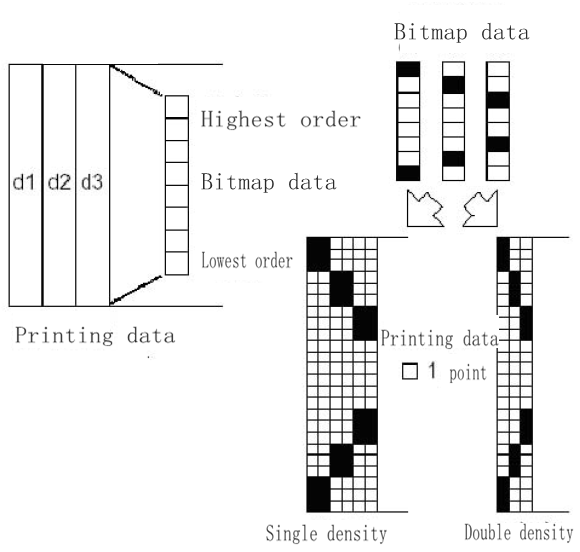 Bitmap data
Highest order
d1 d2 d3
Bitmap data
Lowest order
Printing data
Printing data
1 point
Single density
Double density